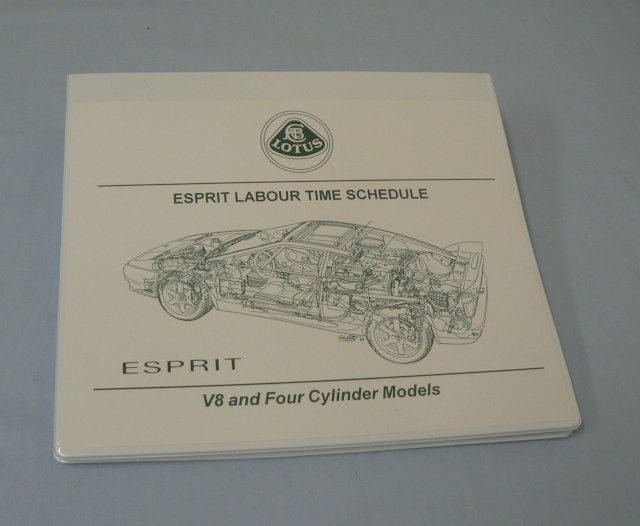 LOTUS
ESPRIT LABOUR TIME SCHEDULE
ESPRIT
V8 and Four Cylinder Models